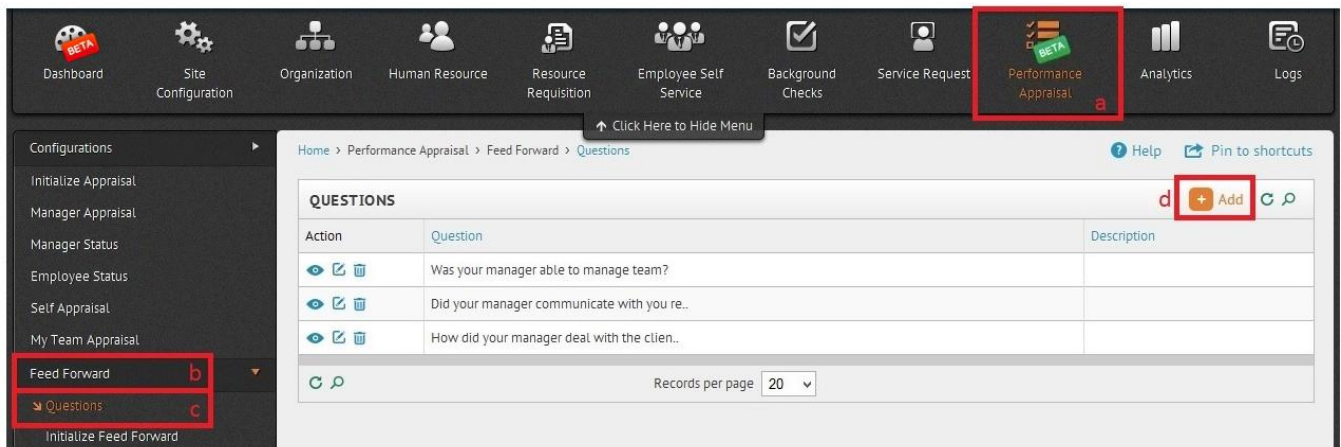 BETA
BETA
Dashboard
Site
Configuration
Organization
Human Resource
Resource
Requisition
Employee Self
Service
Background
Checks
Service Request
Performance
Appraisal
a
Analytics
Logs
Click Here to Hide Menu
Configurations
Initialize Appraisal
Manager Appraisal
Manager Status
Employee Status
Self Appraisal
My Team Appraisal
Feed Forward b
Questions c
Initialize Feed Forward
Home > Performance Appraisal > Feed Forward > Questions
? Help Pin to shortcuts
QUESTIONS d + Add
Action Question Description
Was your manager able to manage team?
Did your manager communicate with you re..
How did your manager deal with the clien..
Records per page 20